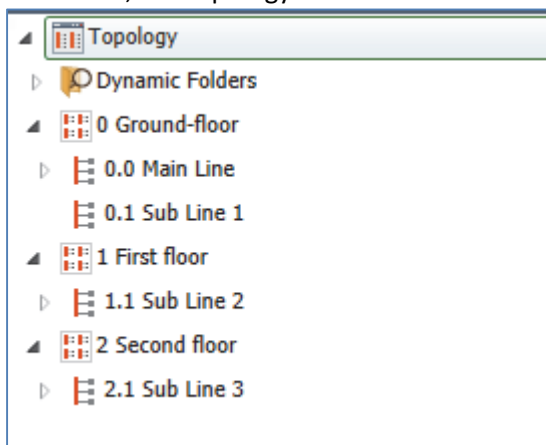 Topology
Dynamic Folders
0 Ground-floor
0.0 Main Line
0.1 Sub Line 1
1 First floor
1.1 Sub Line 2
2 Second floor
2.1 Sub Line 3